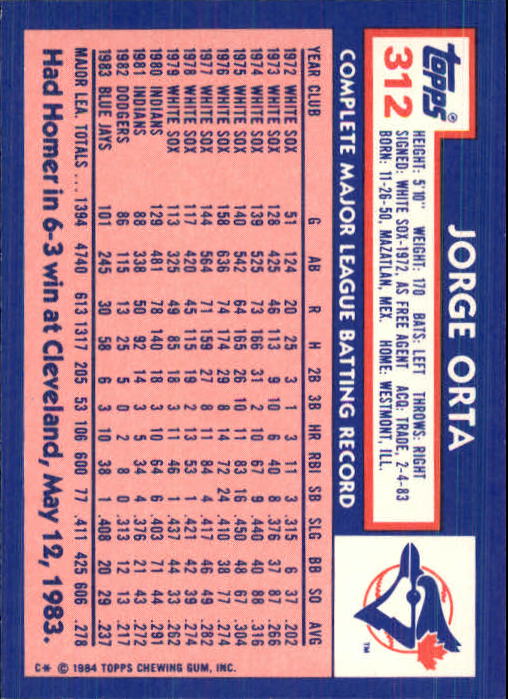 topps®
312
JORGE ORTA
HEIGHT: 5'10" WEIGHT: 170 BATS: LEFT THROWS: RIGHT
SIGNED: WHITE SOX-1972, AS FREE AGENT ACQ: TRADE, 2-4-83
BORN: 11-26-50, MAZATLAN, MEX. HOME: WESTMONT, ILL.
TM
COMPLETE MAJOR LEAGUE BATTING RECORD
YEAR CLUB G AB R H 2B 3B HR RBI SB SLG BB SO AVG
1972 WHITE SOX 51 124 20 25 3 1 3 11 3 .315 6 37 .202
1973 WHITE SOX 128 425 46 113 9 10 6 40 8 .376 37 87 .266
1974 WHITE SOX 139 525 73 166 31 2 10 67 9 .440 40 88 .316
1975 WHITE SOX 140 542 64 165 26 10 11 83 16 .450 48 67 .304
1976 WHITE SOX 158 636 74 174 29 8 14 72 24 .410 38 77 .274
1977 WHITE SOX 144 564 71 159 27 8 11 84 4 .417 46 49 .282
1978 WHITE SOX 117 420 45 115 19 2 13 53 1 .421 42 39 .274
1979 WHITE SOX 113 325 49 85 18 3 11 46 1 .437 44 33 .262
1980 INDIANS 129 481 78 140 18 3 10 64 6 .403 71 44 .291
1981 INDIANS 88 338 50 92 14 3 5 34 4 .376 21 43 .272
1982 DODGERS 86 115 13 25 5 0 2 8 0 .313 12 13 .217
1983 BLUE JAYS 101 245 30 58 6 3 10 38 1 .408 20 29 .237
MAJOR LEA. TOTALS ... 1394 4740 613 1317 205 53 106 600 77 .411 425 606 .278
Had Homer in 6-3 win at Cleveland, May 12, 1983.
C* © 1984 TOPPS CHEWING GUM, INC.